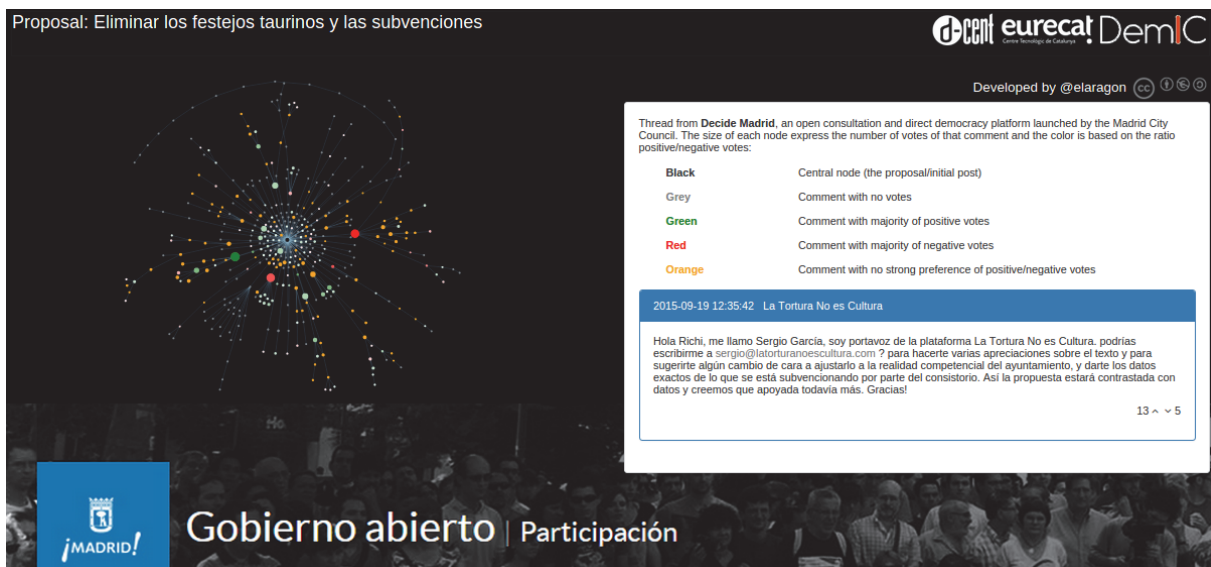 Proposal: Eliminar los festejos taurinos y las subvenciones
d-cent eurecat DemIC
Centre Tecnològic de Catalunya
Developed by @elaragon
Thread from Decide Madrid, an open consultation and direct democracy platform launched by the Madrid City
Council. The size of each node express the number of votes of that comment and the color is based on the ratio
positive/negative votes:
Black Central node (the proposal/initial post)
Grey Comment with no votes
Green Comment with majority of positive votes
Red Comment with majority of negative votes
Orange Comment with no strong preference of positive/negative votes
2015-09-19 12:35:42 La Tortura No es Cultura
Hola Richi, me llamo Sergio García, soy portavoz de la plataforma La Tortura No es Cultura. podrías
escribirme a sergio@latorturanoescultura.com ? para hacerte varias apreciaciones sobre el texto y para
sugerirte algún cambio de cara a ajustarlo a la realidad competencial del ayuntamiento, y darte los datos
exactos de lo que se está subvencionando por parte del consistorio. Así la propuesta estará contrastada con
datos y creemos que apoyada todavía más. Gracias!
13 5
¡MADRID!
Gobierno abierto | Participación